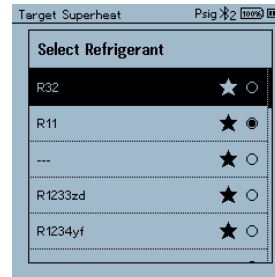 Target Superheat Psig 2 100%
Select Refrigerant
R32
R11
---
R1233zd
R1234yf